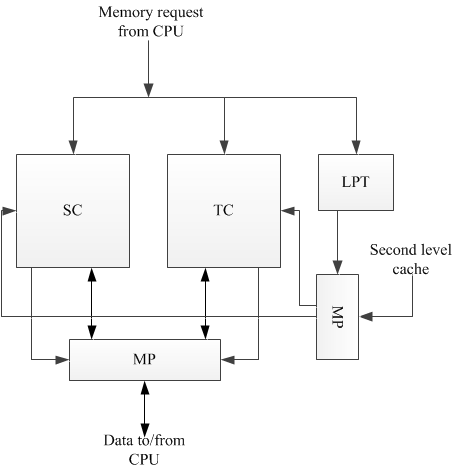 Memory request
from CPU
SC
TC
LPT
Second level
cache
MP
MP
Data to/from
CPU